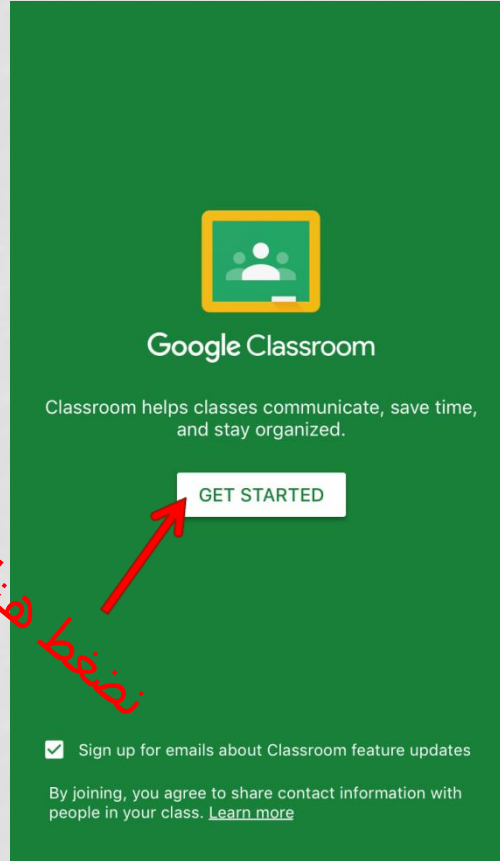 Google Classroom
Classroom helps classes communicate, save time,
and stay organized.
GET STARTED
نضغط
Sign up for emails about Classroom feature updates
By joining, you agree to share contact information with
people in your class. Learn more